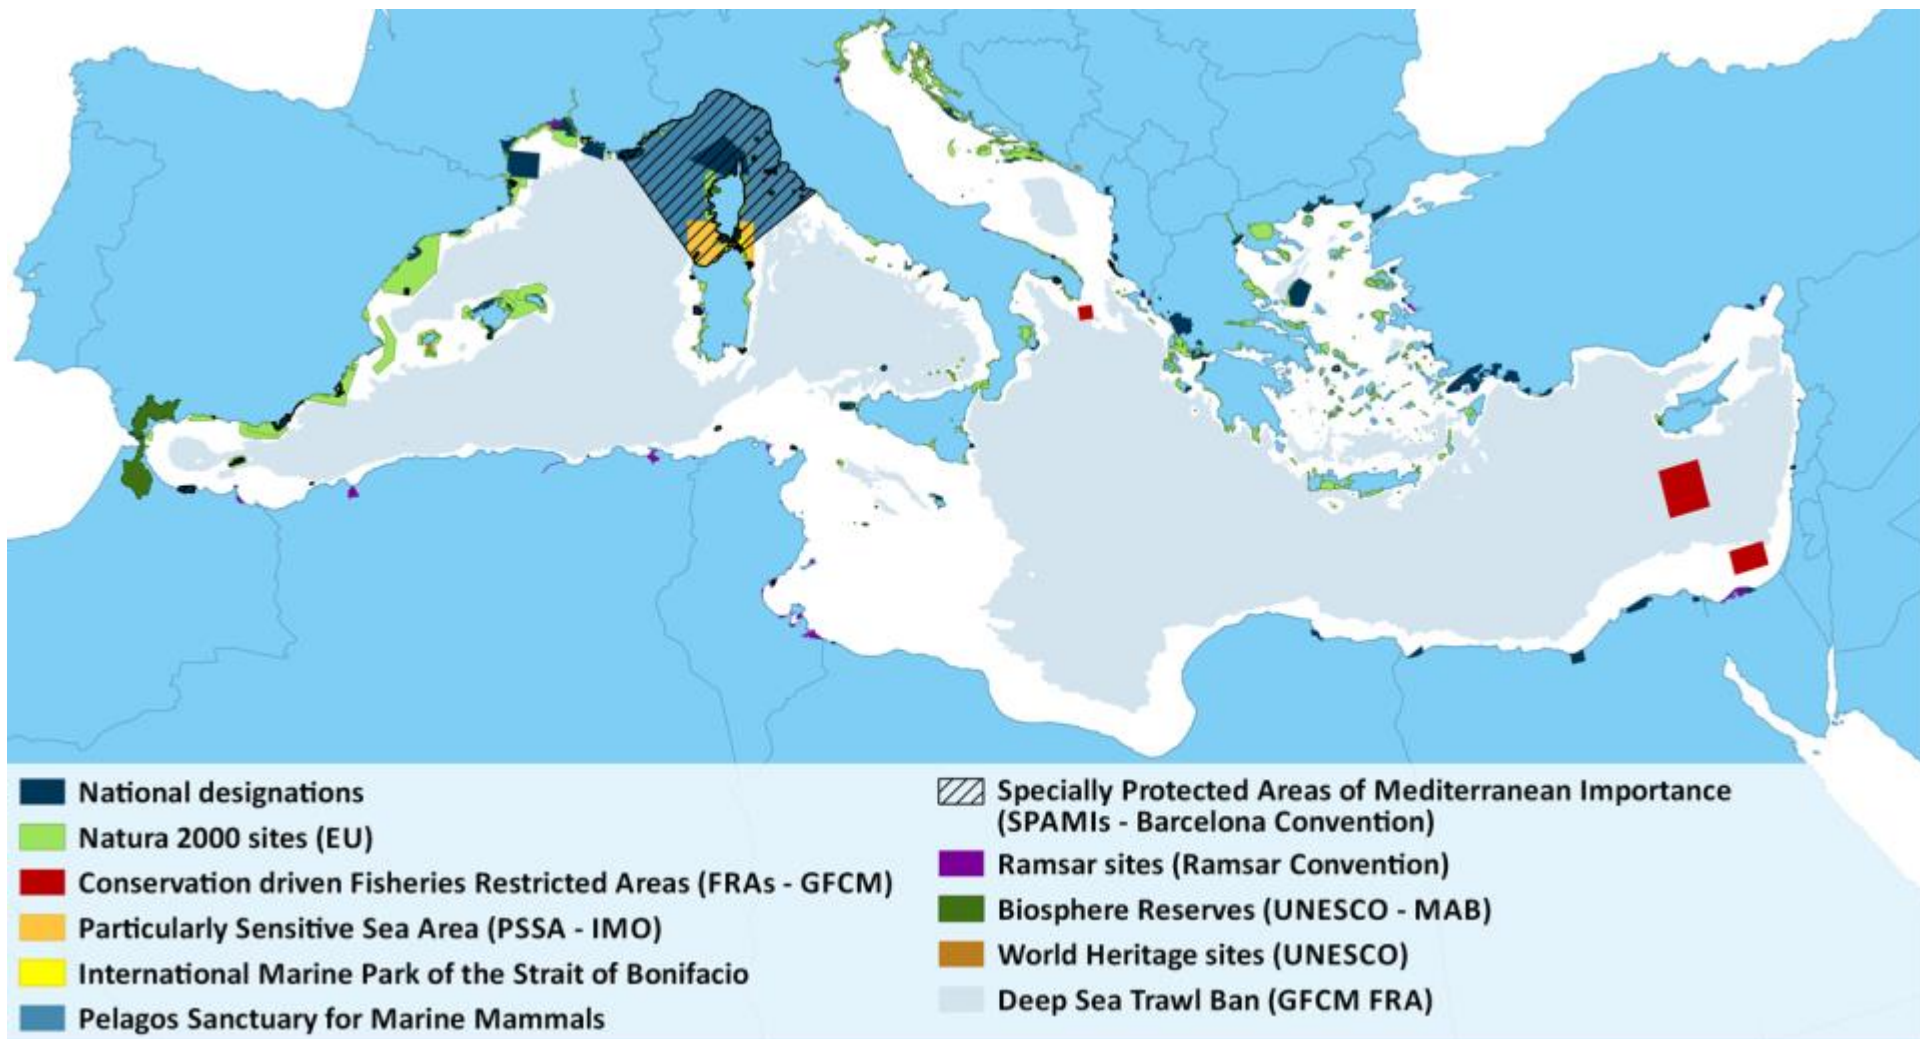 National designations
Natura 2000 sites (EU)
Conservation driven Fisheries Restricted Areas (FRAs - GFCM)
Particularly Sensitive Sea Area (PSSA - IMO)
International Marine Park of the Strait of Bonifacio
Pelagos Sanctuary for Marine Mammals
Specially Protected Areas of Mediterranean Importance
(SPAMIs - Barcelona Convention)
Ramsar sites (Ramsar Convention)
Biosphere Reserves (UNESCO - MAB)
World Heritage sites (UNESCO)
Deep Sea Trawl Ban (GFCM FRA)